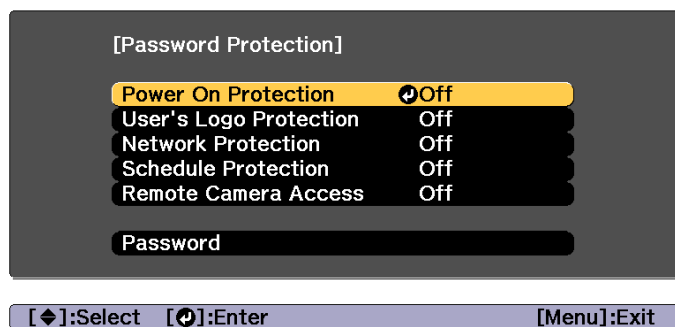 [Password Protection]
Power On Protection Off
User's Logo Protection Off
Network Protection Off
Schedule Protection Off
Remote Camera Access Off
Password
[◆]:Select [↵]:Enter [Menu]:Exit